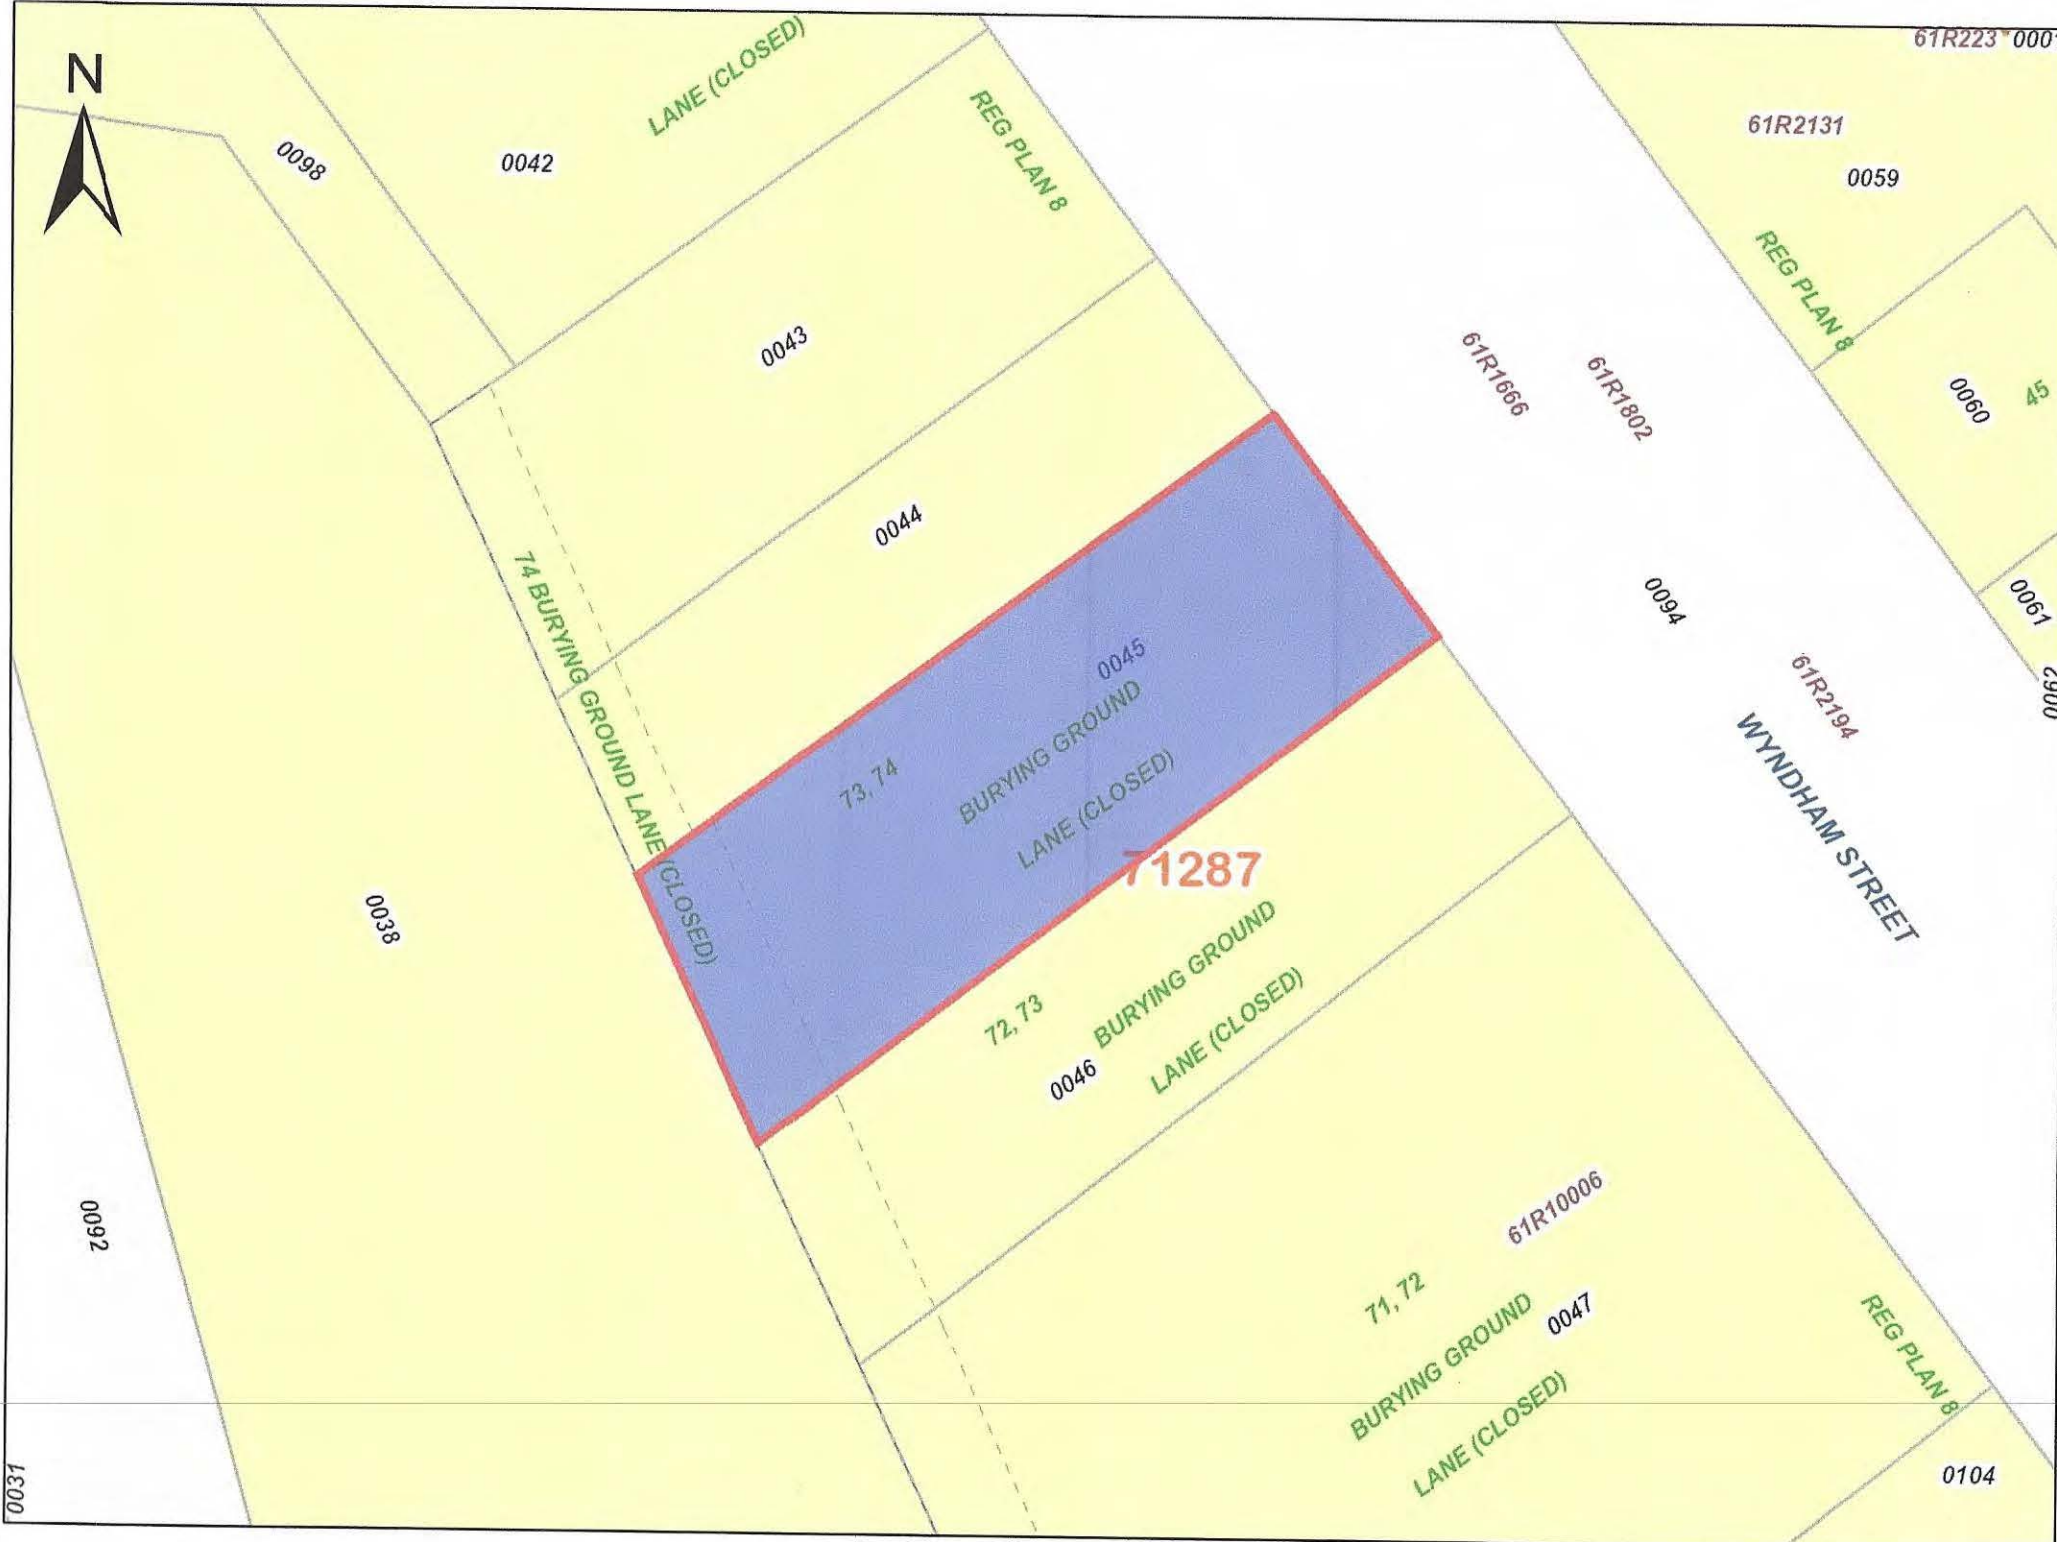 N
61R223
61R2131
0059
REG PLAN 8
0060
45
0061
LANE (CLOSED)
0098
0042
REG PLAN 8
0043
0044
61R1666
61R1802
0094
61R2194
WYNDHAM STREET
74 BURYING GROUND LANE (CLOSED)
0045
73, 74
BURYING GROUND
LANE (CLOSED)
71287
0038
72, 73
BURYING GROUND
LANE (CLOSED)
0046
0092
61R10006
71, 72
BURYING GROUND
LANE (CLOSED)
0047
REG PLAN 8
0104
0031